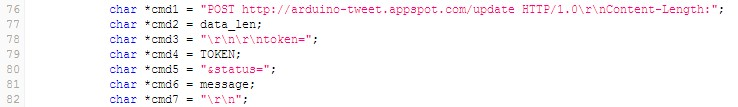 76 char *cmd1 = "POST http://arduino-tweet.appspot.com/update HTTP/1.0\r\nContent-Length:";
77 char *cmd2 = data_len;
78 char *cmd3 = "\r\n\r\ntoken=";
79 char *cmd4 = TOKEN;
80 char *cmd5 = "&status=";
81 char *cmd6 = message;
82 char *cmd7 = "\r\n";